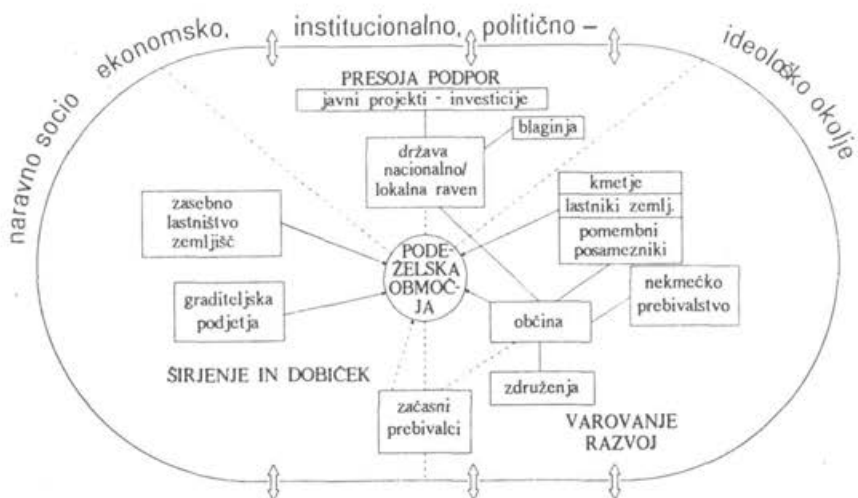 naravno socio ekonomsko, institucionalno, politično – ideološko okolje
PRESOJA PODPOR
javni projekti - investicije
blaginja
država
nacionalno/
lokalna raven
kmetje
lastniki zemlj.
pomembni
posamezniki
zasebno
lastništvo
zemljišč
PODE-
ŽELSKA
OBMOČ-
JA
nekmečko
prebivalstvo
graditeljska
podjetja
občina
ŠIRJENJE IN DOBIČEK
združenja
začasni
prebivalci
VAROVANJE
RAZVOJ